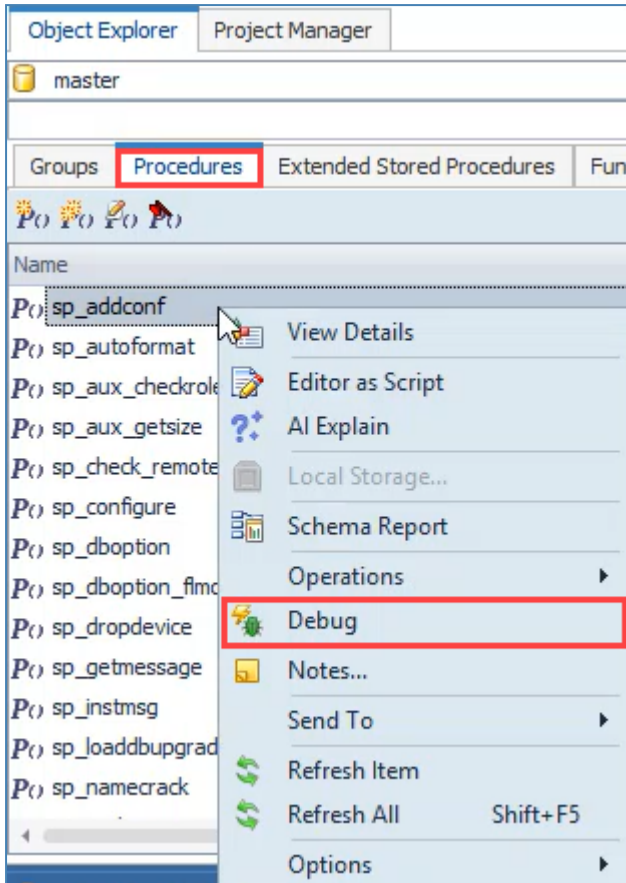 Object Explorer Project Manager
master
Groups Procedures Extended Stored Procedures Fun
P() P() P() P()
Name
P() sp_addconf
P() sp_autoformat
P() sp_aux_checkrole
P() sp_aux_getsize
P() sp_check_remote
P() sp_configure
P() sp_dboption
P() sp_dboption_flmo
P() sp_dropdevice
P() sp_getmessage
P() sp_instmsg
P() sp_loaddbupgrad
P() sp_namecrack
View Details
Editor as Script
AI Explain
Local Storage...
Schema Report
Operations
Debug
Notes...
Send To
Refresh Item
Refresh All Shift+F5
Options